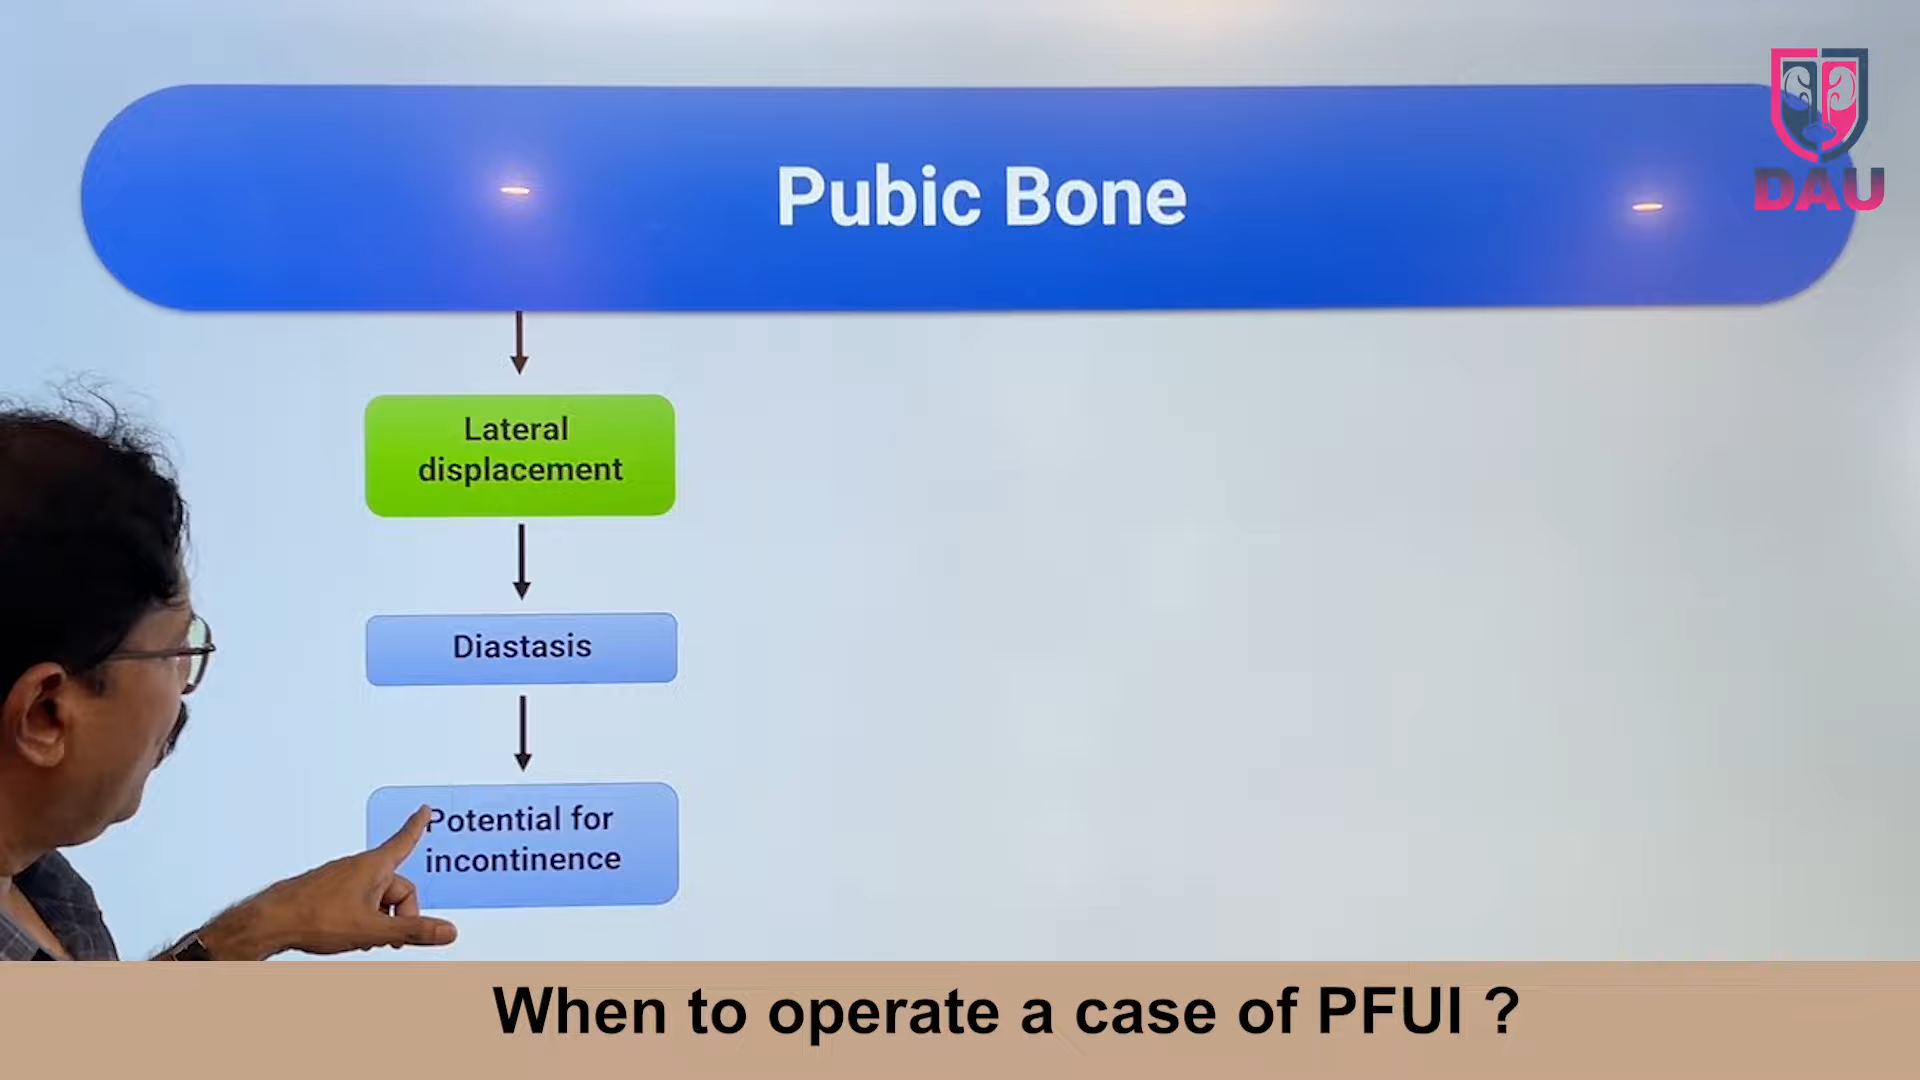 Pubic Bone
DAU
Lateral
displacement
Diastasis
Potential for
incontinence
When to operate a case of PFUI ?